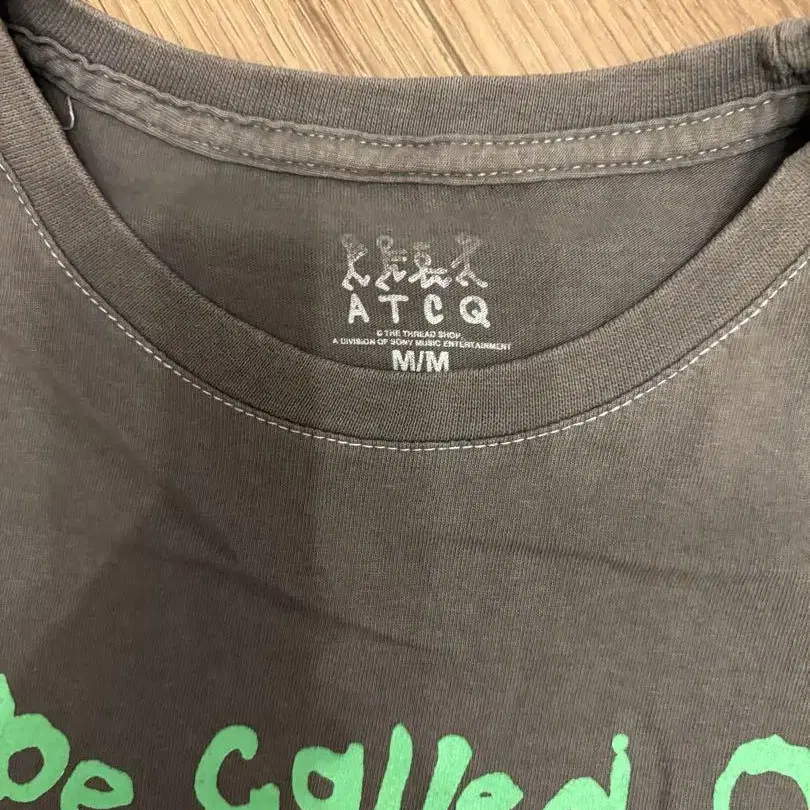 ATCQ
© THE THREAD SHOP
A DIVISION OF SONY MUSIC ENTERTAINMENT
M/M
be called Q